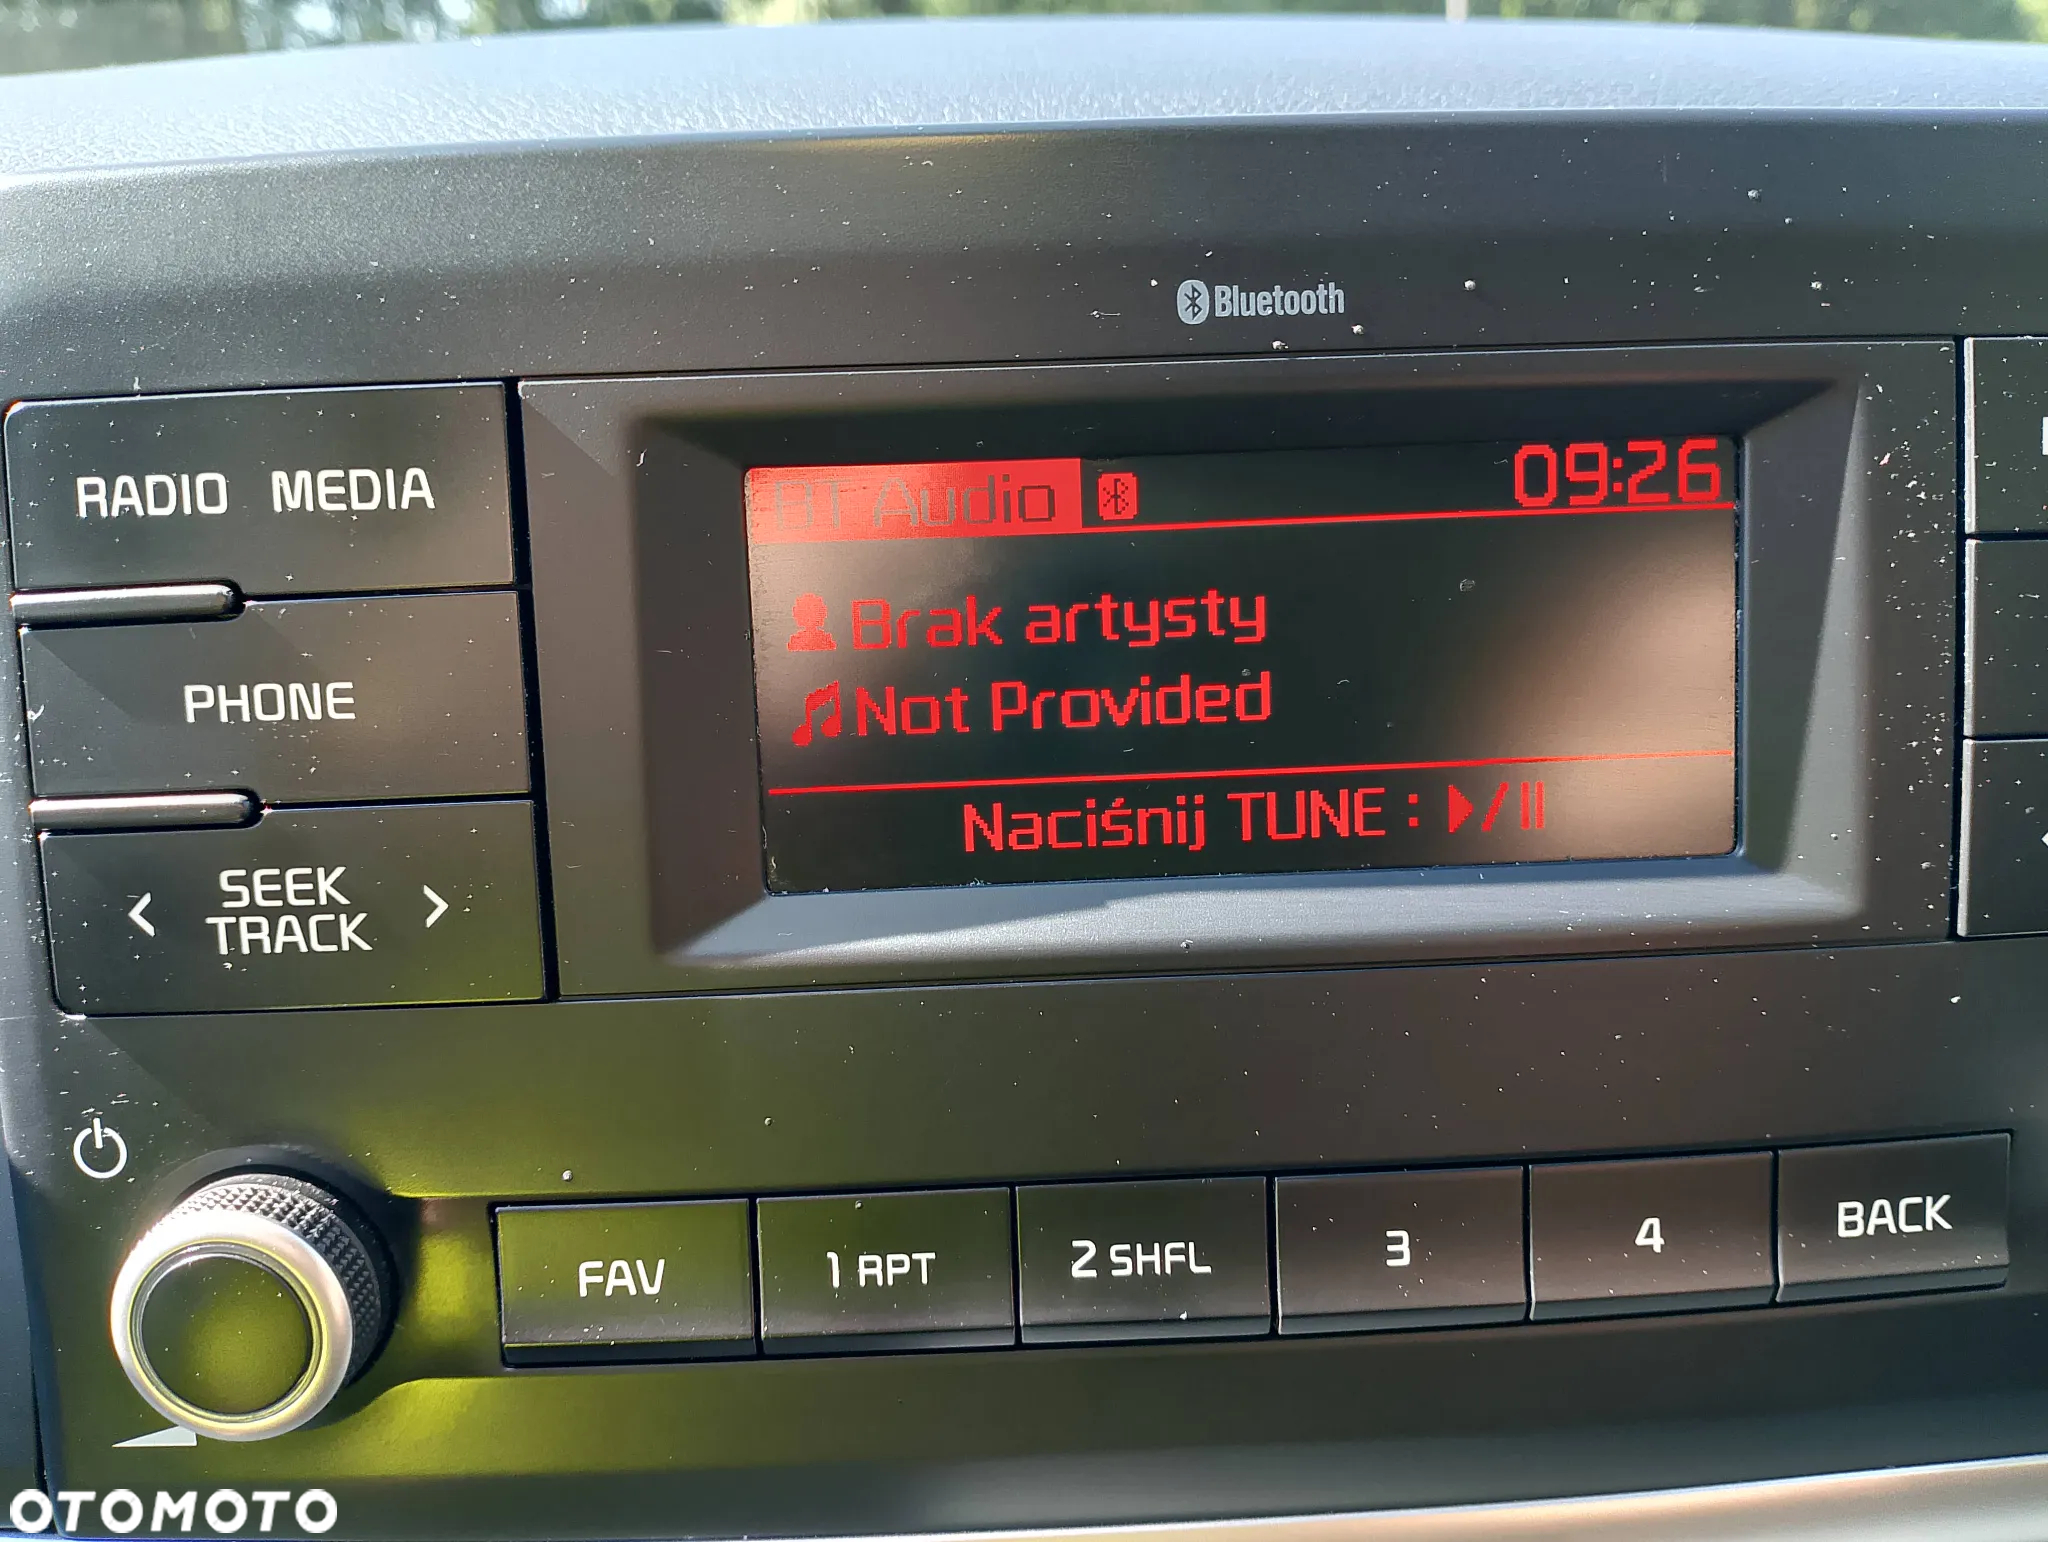 Bluetooth
RADIO MEDIA
BT Audio 09:26
Brak artysty
PHONE
Not Provided
Naciśnij TUNE :
SEEK
TRACK
FAV
1 RPT
2 SHFL
3
4
BACK
OTOMOTO